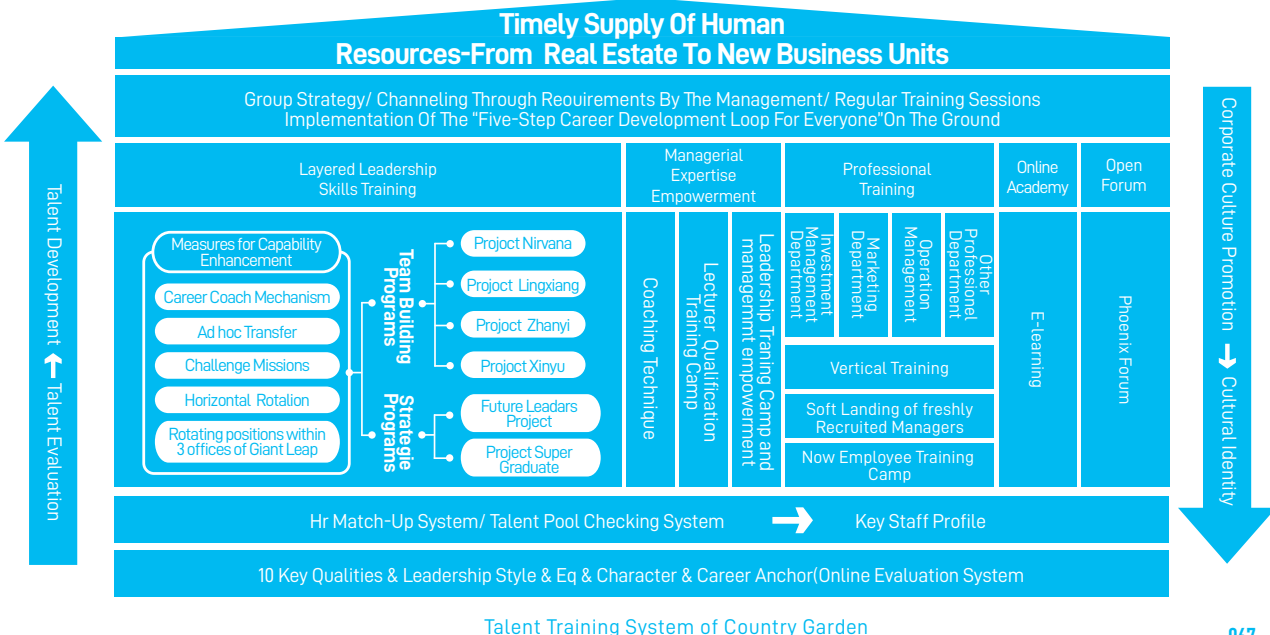 Timely Supply Of Human
Resources-From Real Estate To New Business Units
Group Strategy/ Channeling Through Reouirements By The Management/ Regular Training Sessions
Implementation Of The "Five-Step Career Development Loop For Everyone"On The Ground
Talent Development
Talent Evaluation
Layered Leadership
Skills Training
Managerial
Expertise
Empowerment
Professional
Training
Online
Academy
Open
Forum
Measures for Capability
Enhancement
Career Coach Mechanism
Ad hoc Transfer
Challenge Missions
Horizontal Rotalion
Rotating positions within
3 offices of Giant Leap
Team Building
Programs
Projoct Nirvana
Projoct Lingxiang
Projoct Zhanyi
Projoct Xinyu
Strategie
Programs
Future Leadars
Project
Project Super
Graduate
Coaching Technique
Lecturer Qualification
Training Camp
Leadership Traning Camp and
managemmt empowerment
Investment
Management
Department
Marketing
Department
Operation
Management
Other
Professionel
Department
Vertical Training
Soft Landing of freshly
Recruited Managers
Now Employee Training
Camp
E-learning
Phoenix Forum
Corporate Culture Promotion
Cultural Identity
Hr Match-Up System/ Talent Pool Checking System
Key Staff Profile
10 Key Qualities & Leadership Style & Eq & Character & Career Anchor(Online Evaluation System
Talent Training System of Country Garden